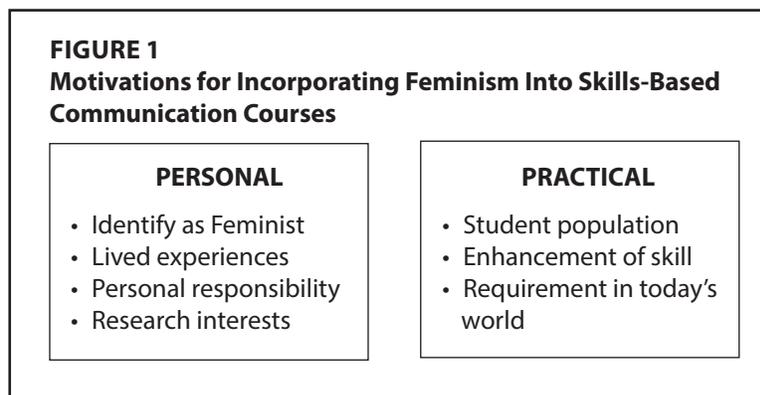 FIGURE 1
Motivations for Incorporating Feminism Into Skills-Based
Communication Courses
PERSONAL
• Identify as Feminist
• Lived experiences
• Personal responsibility
• Research interests
PRACTICAL
• Student population
• Enhancement of skill
• Requirement in today's
world